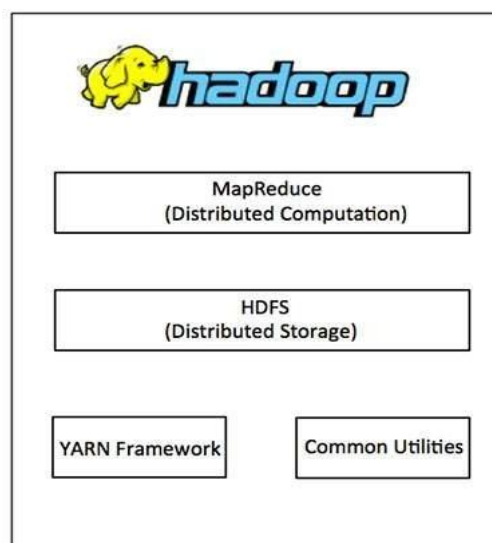 hadoop
MapReduce
(Distributed Computation)
HDFS
(Distributed Storage)
YARN Framework
Common Utilities